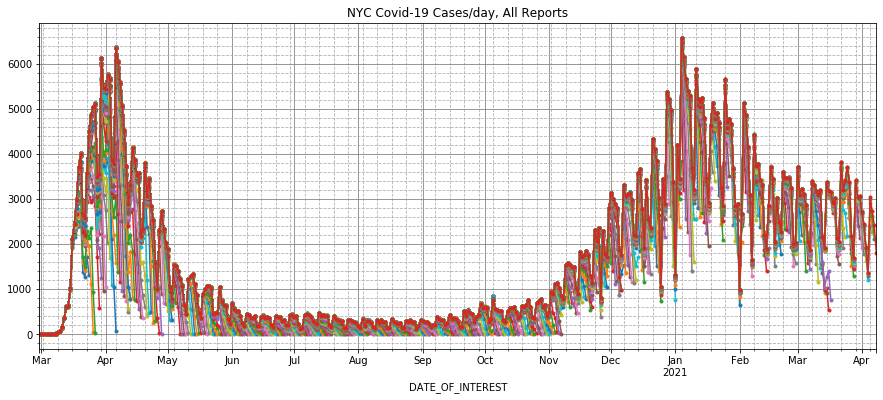 NYC Covid-19 Cases/day, All Reports
6000
5000
4000
3000
2000
1000
0
Mar Apr May Jun Jul Aug Sep Oct Nov Dec Jan Feb Mar Apr
2021
DATE_OF_INTEREST